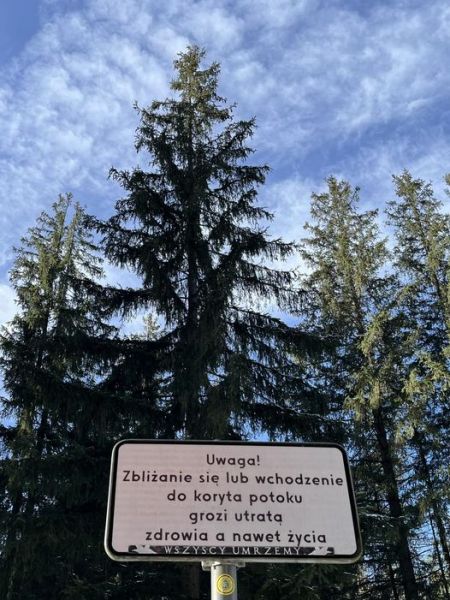 Uwaga!
Zbliżanie się lub wchodzenie
do koryta potoku
grozi utratą
zdrowia a nawet życia
WSZYSCY UMRZEMY